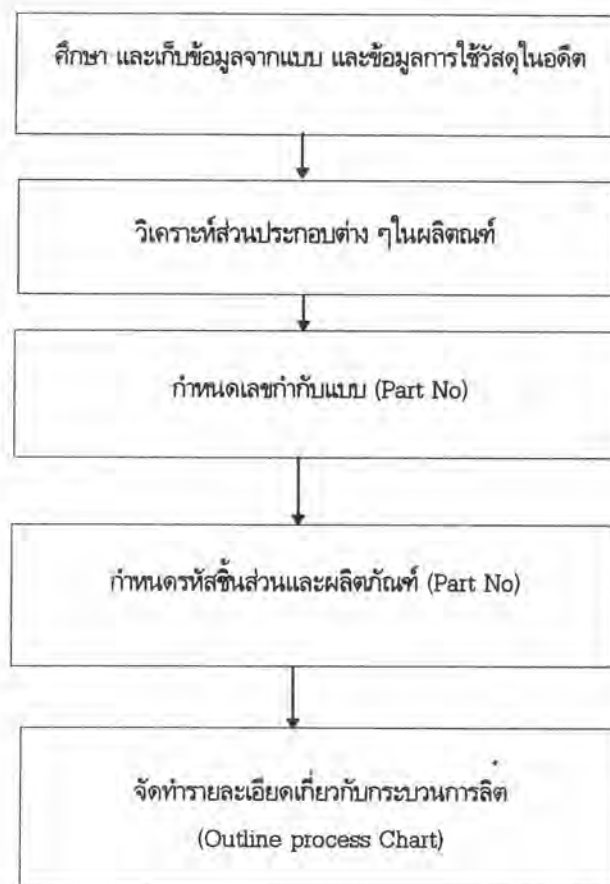 ศึกษา และเก็บข้อมูลจากแบบ และข้อมูลการใช้วัสดุในอดีต
วิเคราะห์ส่วนประกอบต่าง ๆในผลิตณฑ์
กำหนดเลขกำกับแบบ (Part No)
กำหนดรหัสชิ้นส่วนและผลิตภัณฑ์ (Part No)
จัดทำรายละเอียดเกี่ยวกับกระบวนการลิต
(Outline process Chart)